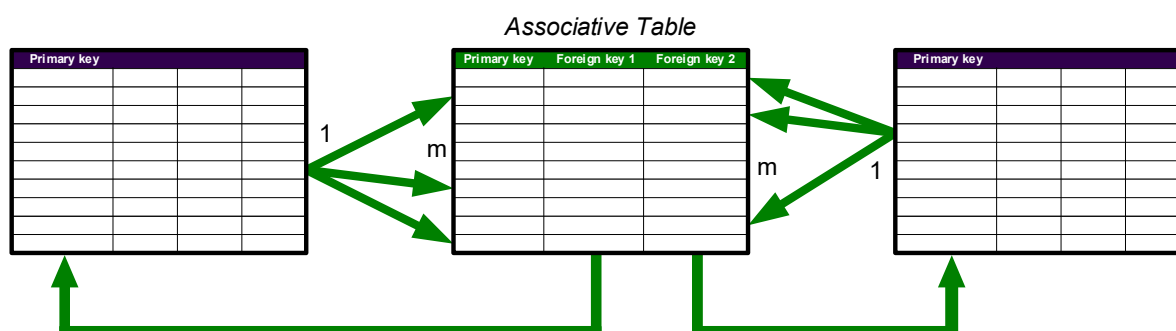 Associative Table
Primary key
Primary key Foreign key 1 Foreign key 2
Primary key
1
m
m
1